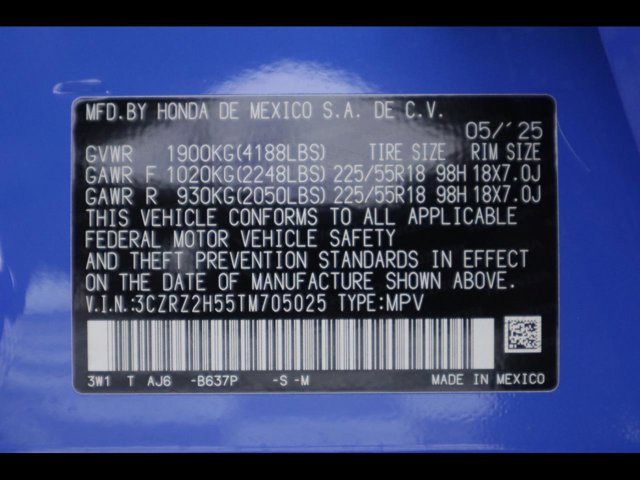 MFD.BY HONDA DE MEXICO S.A. DE C.V.
05/'25
GVWR 1900KG(4188LBS) TIRE SIZE RIM SIZE
GAWR F 1020KG(2248LBS) 225/55R18 98H 18X7.0J
GAWR R 930KG(2050LBS) 225/55R18 98H 18X7.0J
THIS VEHICLE CONFORMS TO ALL APPLICABLE
FEDERAL MOTOR VEHICLE SAFETY
AND THEFT PREVENTION STANDARDS IN EFFECT
ON THE DATE OF MANUFACTURE SHOWN ABOVE.
V.I.N.:3CZRZ2H55TM705025 TYPE:MPV
3W1 T AJ6 -B637P -S -M MADE IN MEXICO